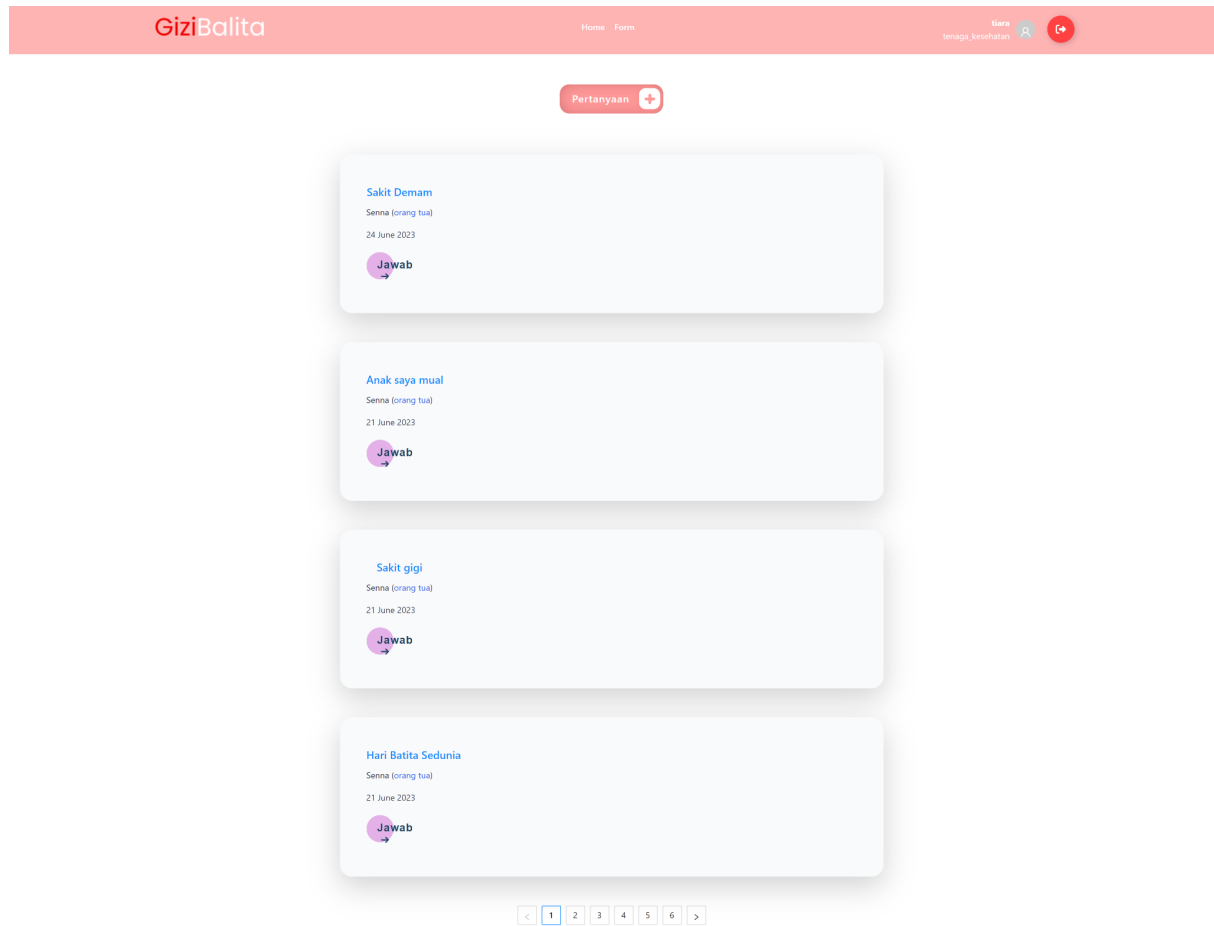 GiziBalita
Home Form
tiara
tenaga_kesehatan
Pertanyaan +
Sakit Demam
Senna (orang tua)
24 June 2023
Jawab
→
Anak saya mual
Senna (orang tua)
21 June 2023
Jawab
→
Sakit gigi
Senna (orang tua)
21 June 2023
Jawab
→
Hari Batita Sedunia
Senna (orang tua)
21 June 2023
Jawab
→
< 1 2 3 4 5 6 >